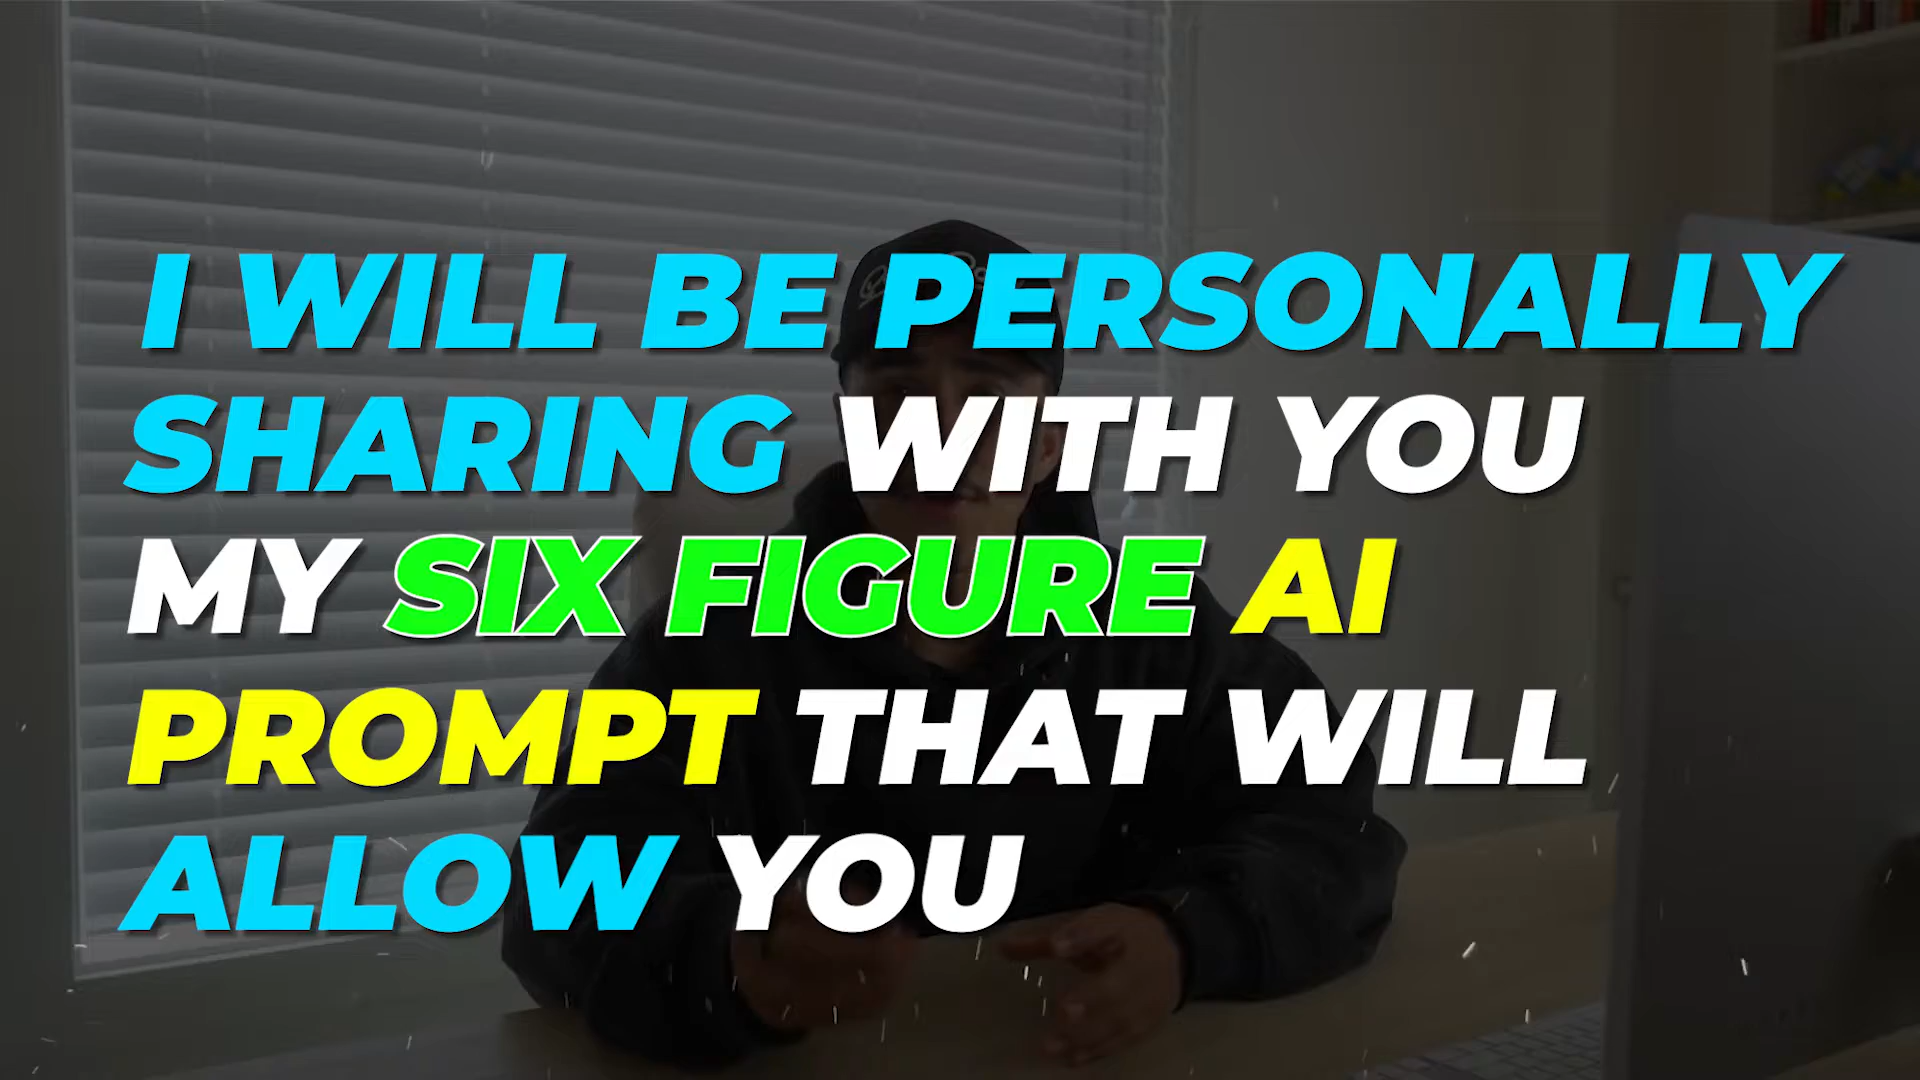 I WILL BE PERSONALLY
SHARING WITH YOU
MY SIX FIGURE AI
PROMPT THAT WILL
ALLOW YOU